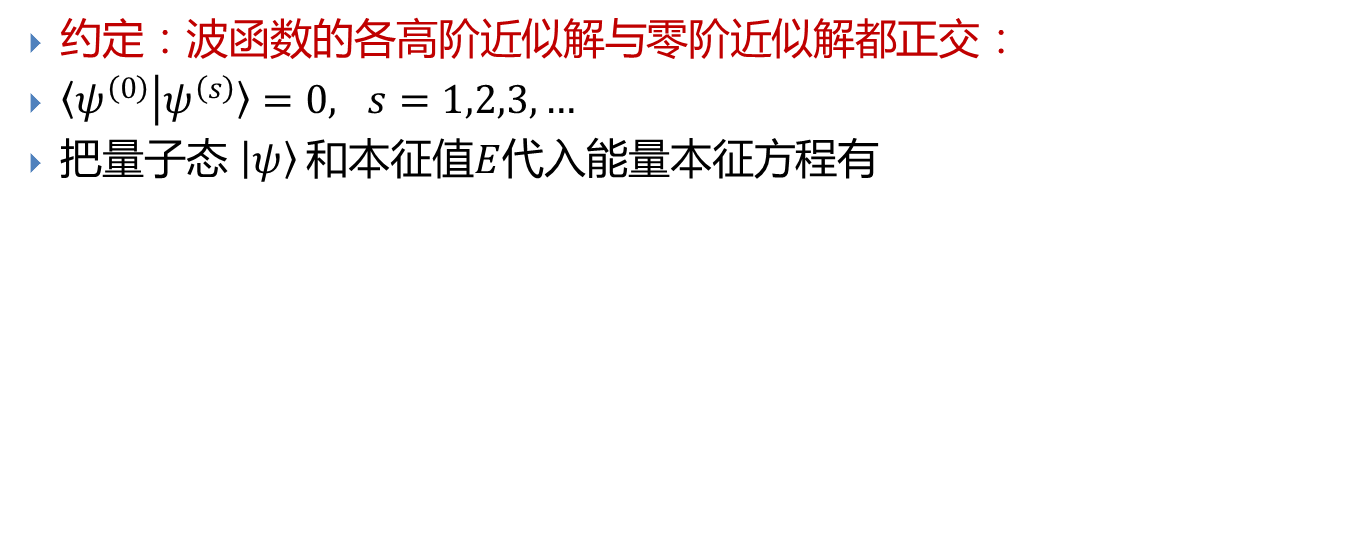 约定：波函数的各高阶近似解与零阶近似解都正交：
⟨ψ⁽⁰⁾|ψ⁽ˢ⁾⟩ = 0, s = 1,2,3, …
把量子态 |ψ⟩ 和本征值E代入能量本征方程有